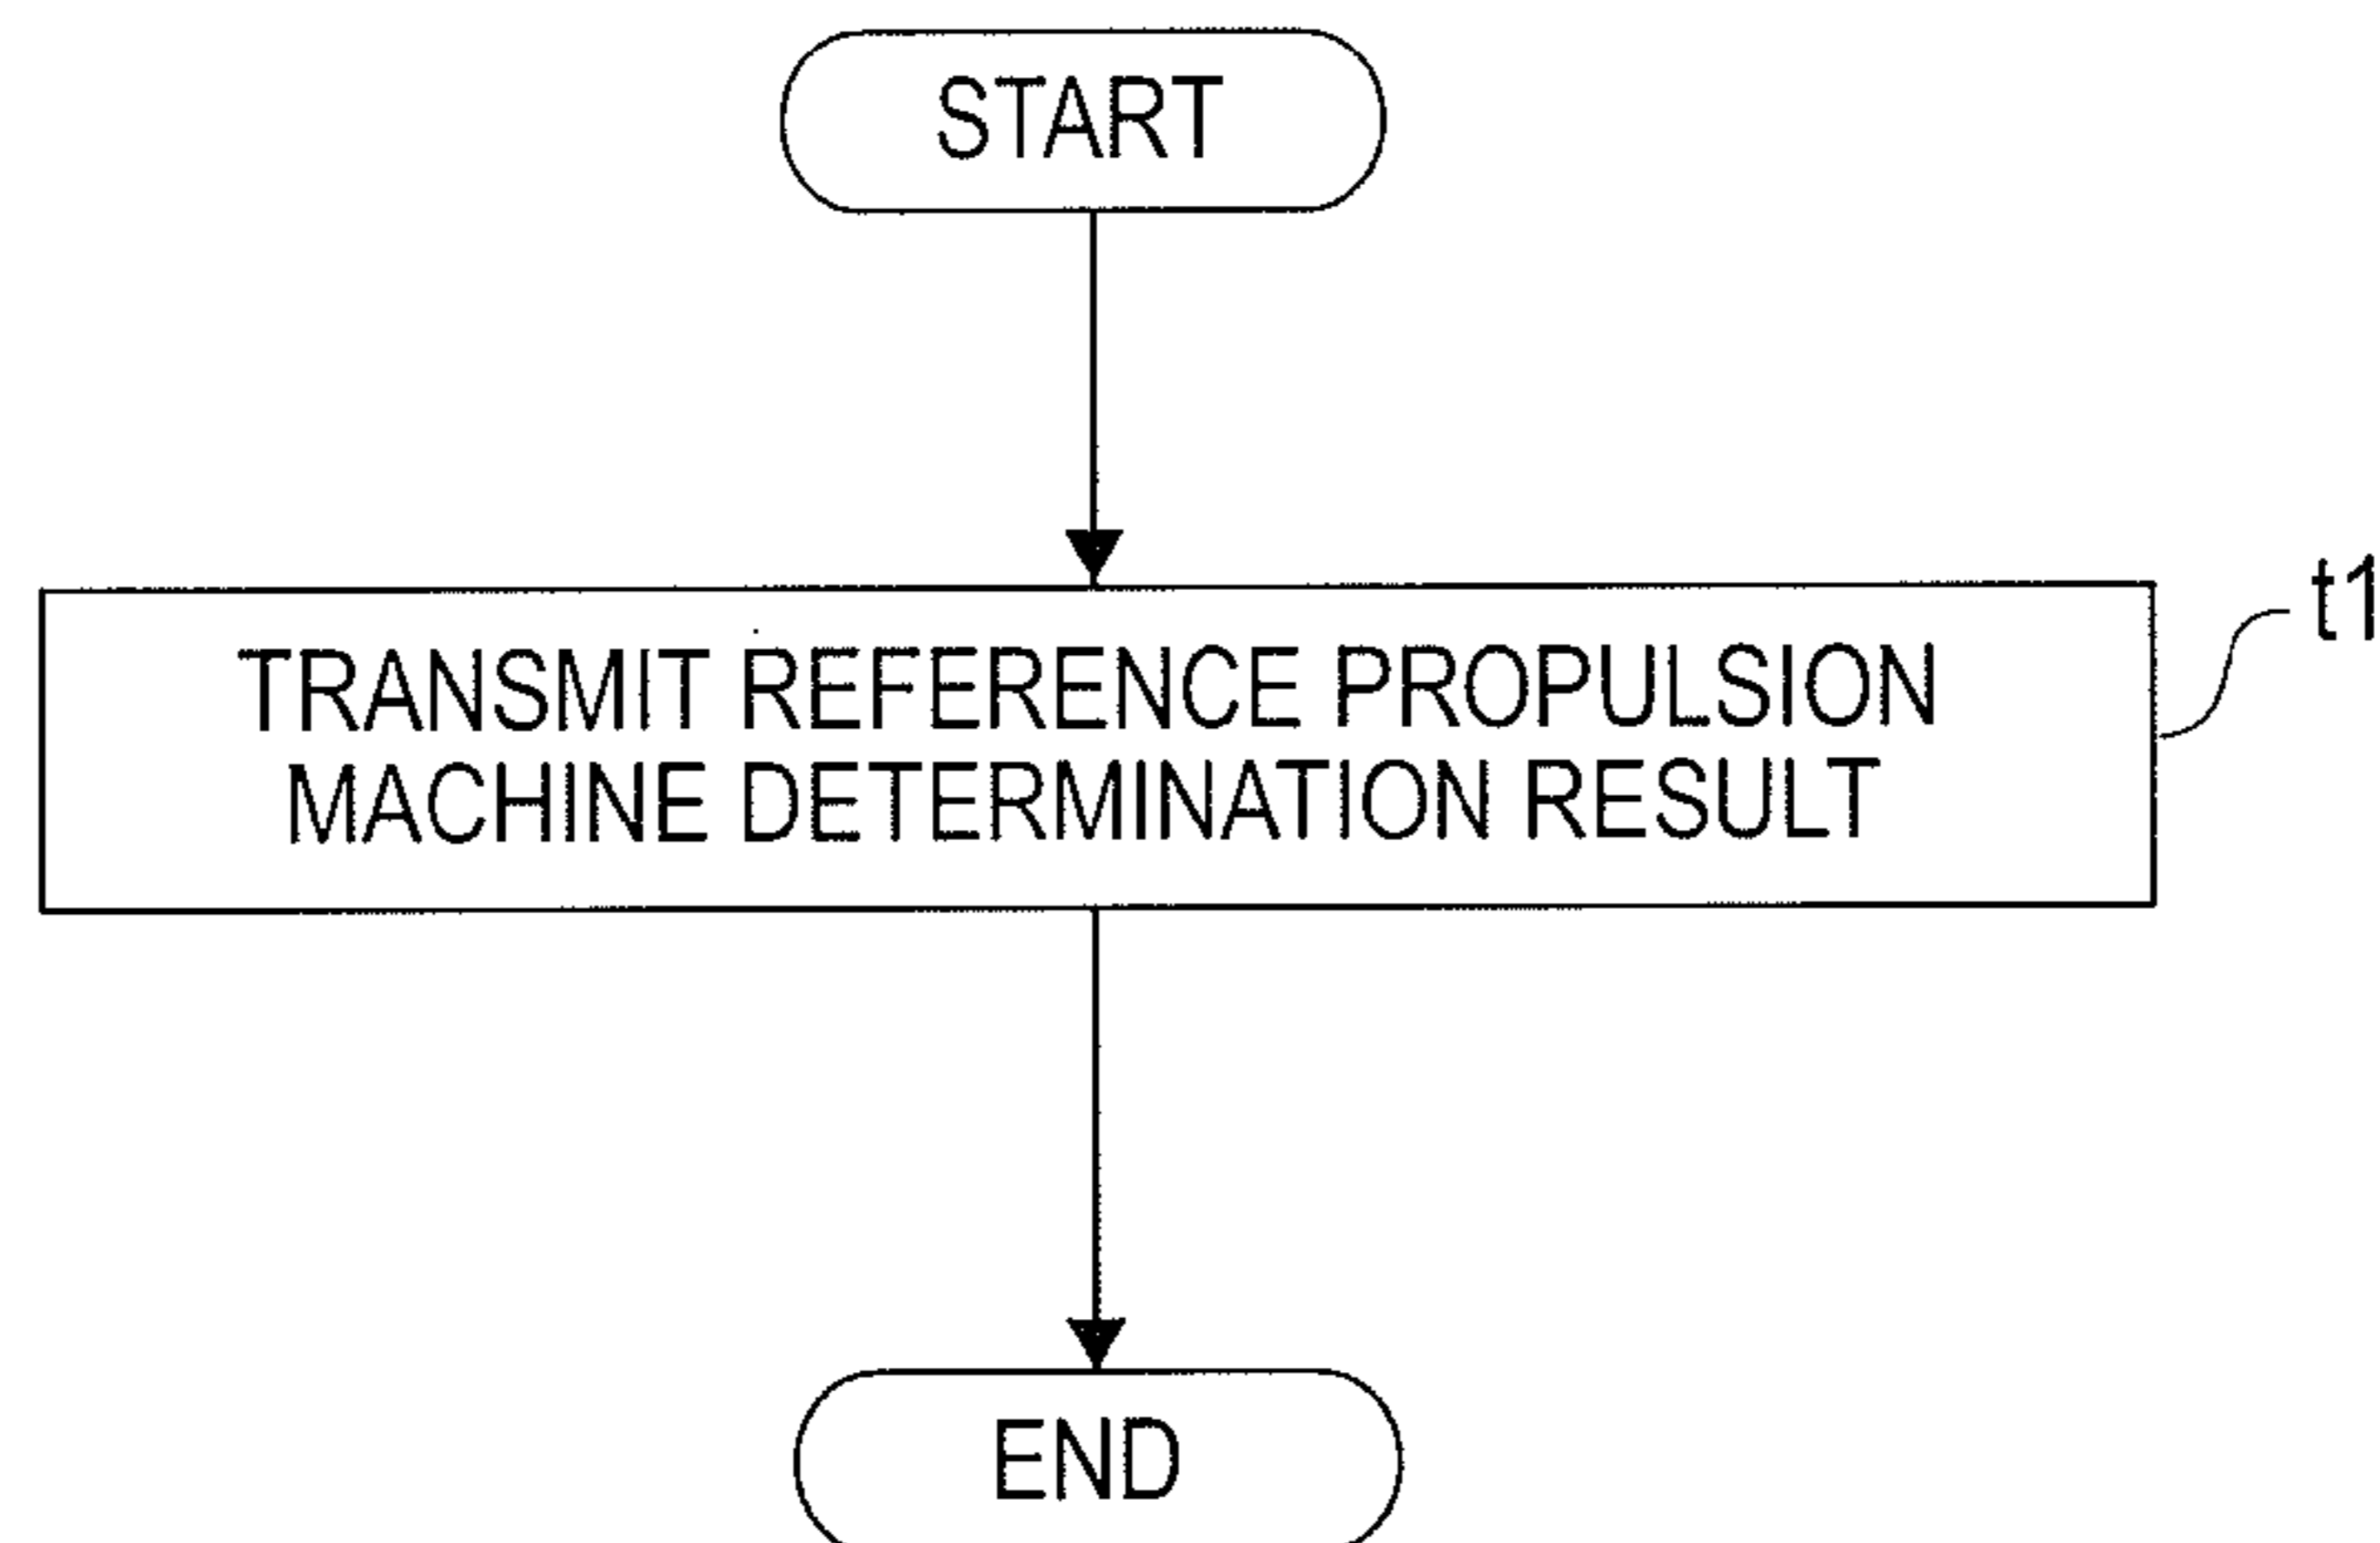 START
TRANSMIT REFERENCE PROPULSION
MACHINE DETERMINATION RESULT
t1
END